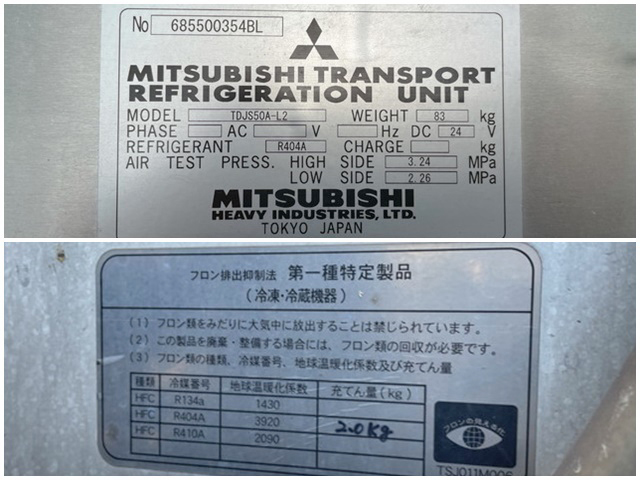 No 685500354BL
MITSUBISHI TRANSPORT
REFRIGERATION UNIT
MODEL TDJS50A-L2 WEIGHT 83 kg
PHASE AC V Hz DC 24 V
REFRIGERANT R404A CHARGE kg
AIR TEST PRESS. HIGH SIDE 3.24 MPa
LOW SIDE 2.26 MPa
MITSUBISHI
HEAVY INDUSTRIES, LTD.
TOKYO JAPAN
フロン排出抑制法 第一種特定製品
(冷凍・冷蔵機器)
(1) フロン類をみだりに大気中に放出することは禁じられています。
(2) この製品を廃棄・整備する場合には、フロン類の回収が必要です。
(3) フロン類の種類、冷媒番号、地球温暖化係数及び充てん量
種類 冷媒番号 地球温暖化係数 充てん量(kg)
HFC R134a 1430
HFC R404A 3920 2.0kg
HFC R410A 2090
フロンの見える化
TSJ011M006